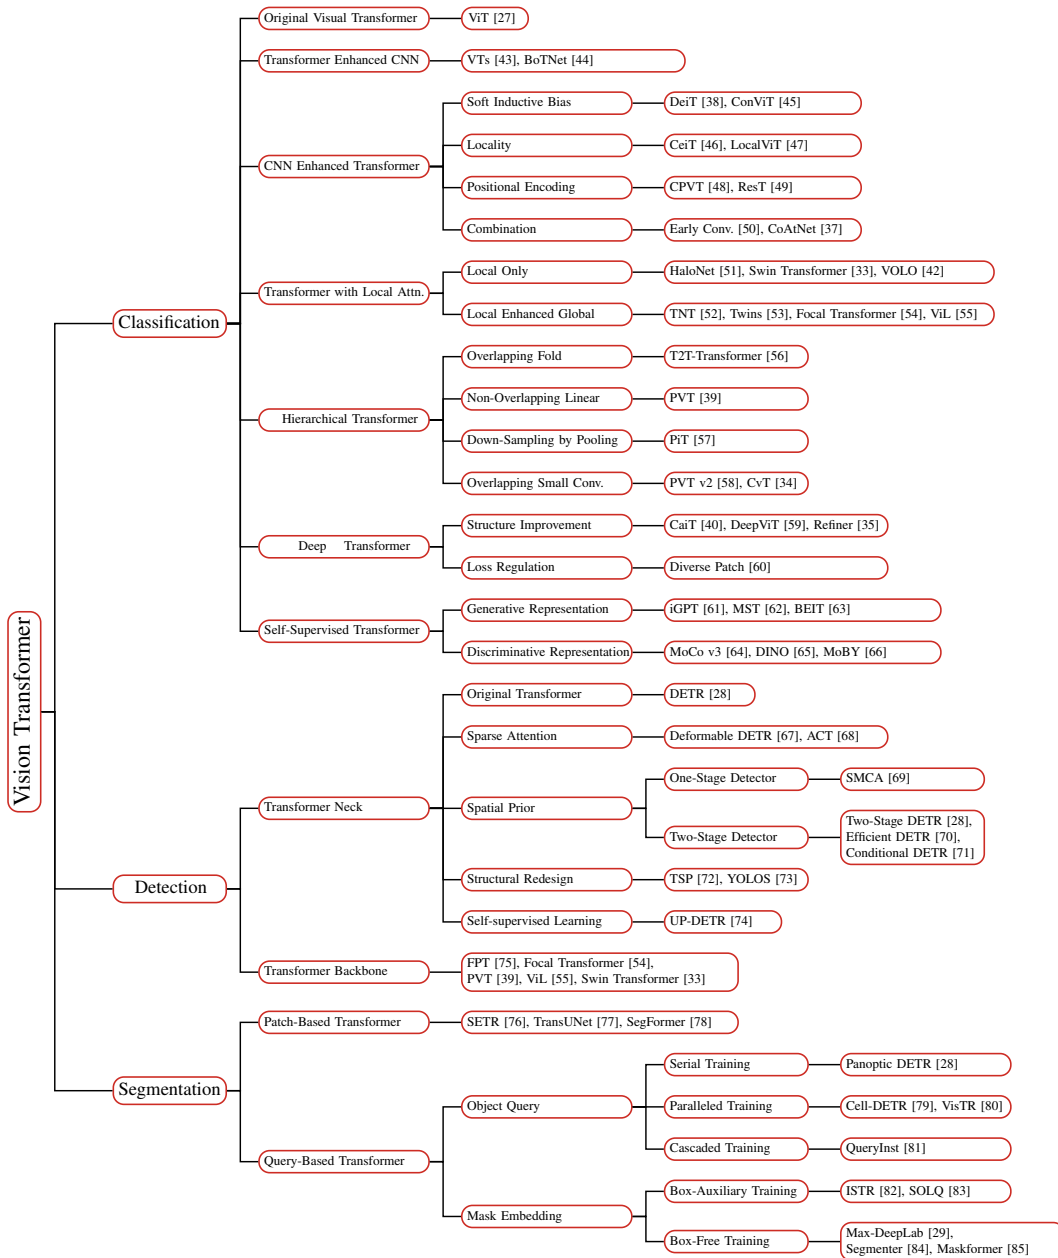 Vision Transformer
Classification
Original Visual Transformer
ViT [27]
Transformer Enhanced CNN
VTs [43], BoTNet [44]
CNN Enhanced Transformer
Soft Inductive Bias
DeiT [38], ConViT [45]
Locality
CeiT [46], LocalViT [47]
Positional Encoding
CPVT [48], ResT [49]
Combination
Early Conv. [50], CoAtNet [37]
Transformer with Local Attn.
Local Only
HaloNet [51], Swin Transformer [33], VOLO [42]
Local Enhanced Global
TNT [52], Twins [53], Focal Transformer [54], ViL [55]
Hierarchical Transformer
Overlapping Fold
T2T-Transformer [56]
Non-Overlapping Linear
PVT [39]
Down-Sampling by Pooling
PiT [57]
Overlapping Small Conv.
PVT v2 [58], CvT [34]
Deep Transformer
Structure Improvement
CaiT [40], DeepViT [59], Refiner [35]
Loss Regulation
Diverse Patch [60]
Self-Supervised Transformer
Generative Representation
iGPT [61], MST [62], BEIT [63]
Discriminative Representation
MoCo v3 [64], DINO [65], MoBY [66]
Detection
Transformer Neck
Original Transformer
DETR [28]
Sparse Attention
Deformable DETR [67], ACT [68]
Spatial Prior
One-Stage Detector
SMCA [69]
Two-Stage Detector
Two-Stage DETR [28],
Efficient DETR [70],
Conditional DETR [71]
Structural Redesign
TSP [72], YOLOS [73]
Self-supervised Learning
UP-DETR [74]
Transformer Backbone
FPT [75], Focal Transformer [54],
PVT [39], ViL [55], Swin Transformer [33]
Segmentation
Patch-Based Transformer
SETR [76], TransUNet [77], SegFormer [78]
Query-Based Transformer
Object Query
Serial Training
Panoptic DETR [28]
Paralleled Training
Cell-DETR [79], VisTR [80]
Cascaded Training
QueryInst [81]
Mask Embedding
Box-Auxiliary Training
ISTR [82], SOLQ [83]
Box-Free Training
Max-DeepLab [29],
Segmenter [84], Maskformer [85]